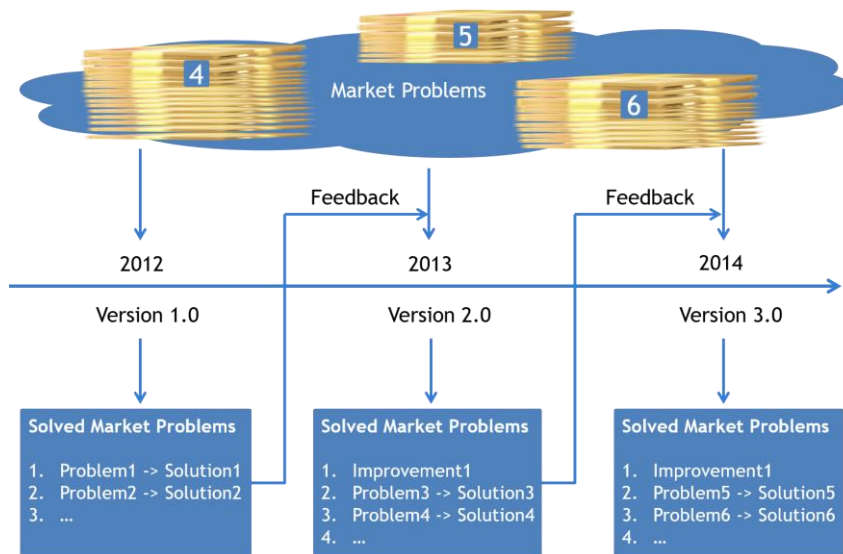 5
4
Market Problems
6
Feedback
Feedback
2012
2013
2014
Version 1.0
Version 2.0
Version 3.0
Solved Market Problems
1. Problem1 -> Solution1
2. Problem2 -> Solution2
3. …
Solved Market Problems
1. Improvement1
2. Problem3 -> Solution3
3. Problem4 -> Solution4
4. …
Solved Market Problems
1. Improvement1
2. Problem5 -> Solution5
3. Problem6 -> Solution6
4. …